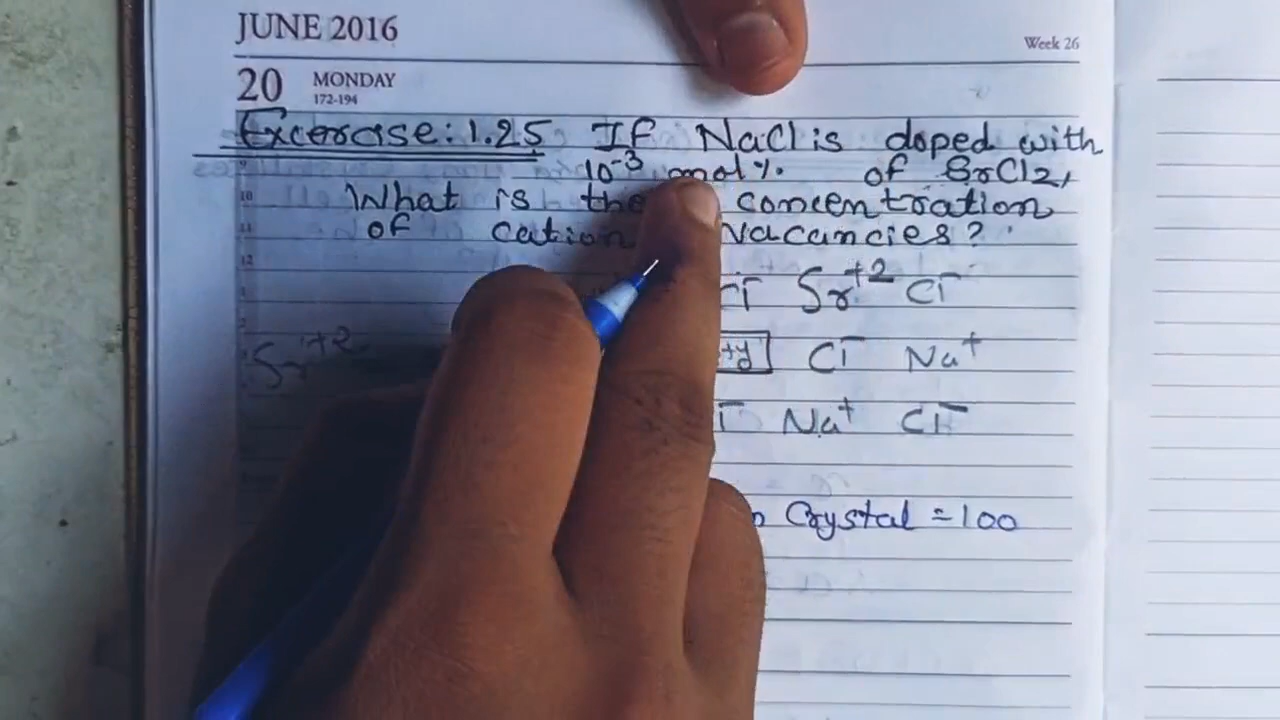 JUNE 2016
Week 26
20 MONDAY
172-194
Excercise: 1.25 If NaCl is doped with
10-3 mol% of SrCl2,
What is the concentration
of cation vacancies?
Sr+2 Cl-
Sr+2 Cl- Na+
Na+ Cl-
Crystal = 100